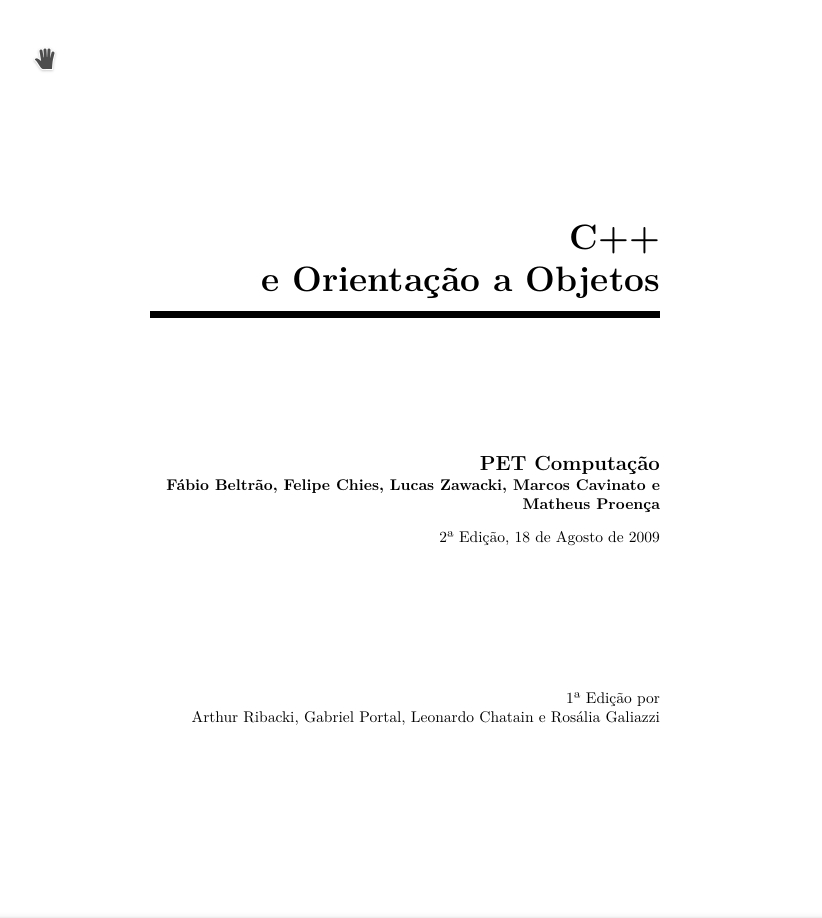 C++
e Orientação a Objetos
PET Computação
Fábio Beltrão, Felipe Chies, Lucas Zawacki, Marcos Cavinato e
Matheus Proença
2ª Edição, 18 de Agosto de 2009
1ª Edição por
Arthur Ribacki, Gabriel Portal, Leonardo Chatain e Rosália Galiazzi